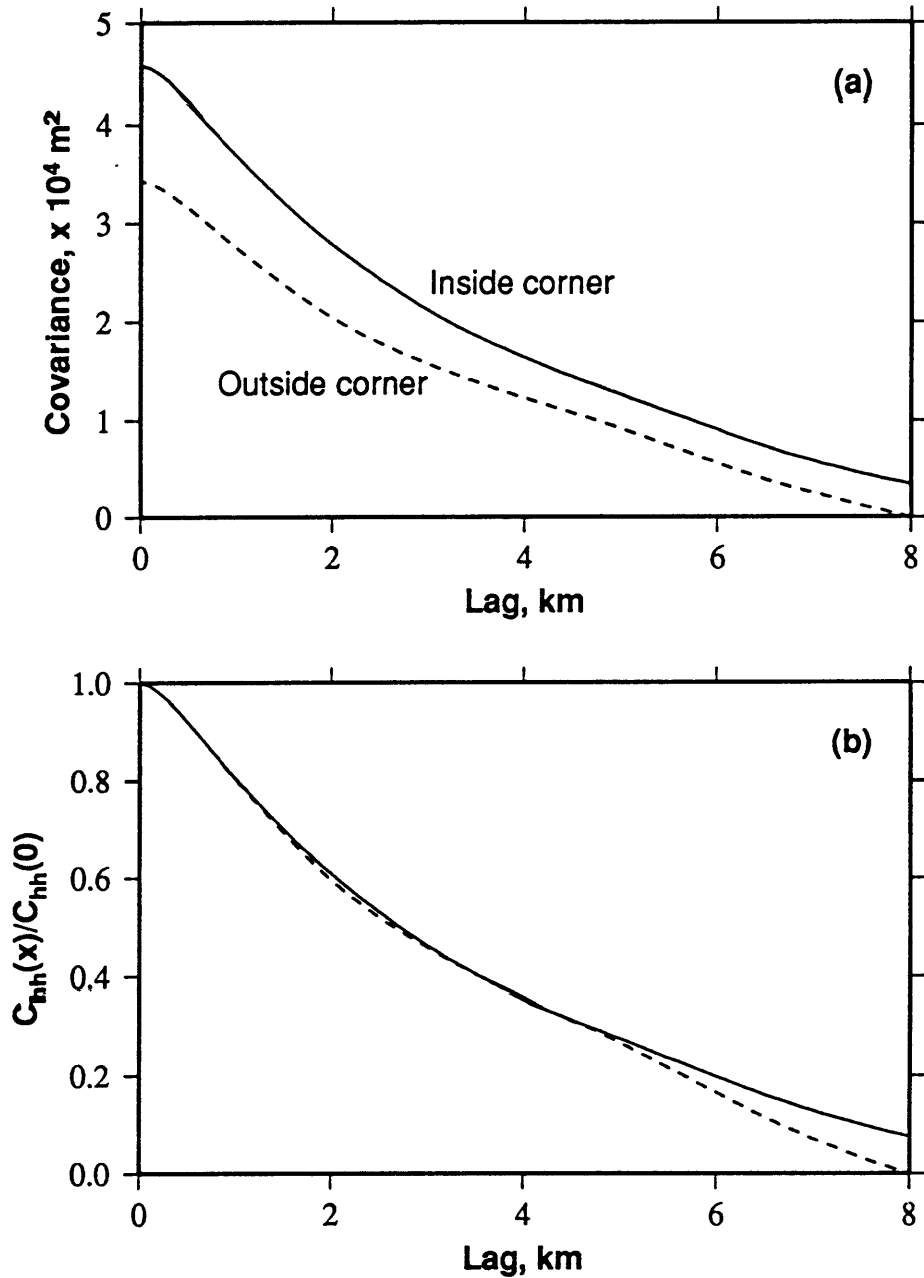 5
4
3
2
1
0
Covariance, x 10⁴ m²
(a)
Inside corner
Outside corner
0 2 4 6 8
Lag, km
1.0
0.8
0.6
0.4
0.2
0.0
C_hh(x)/C_hh(0)
(b)
0 2 4 6 8
Lag, km